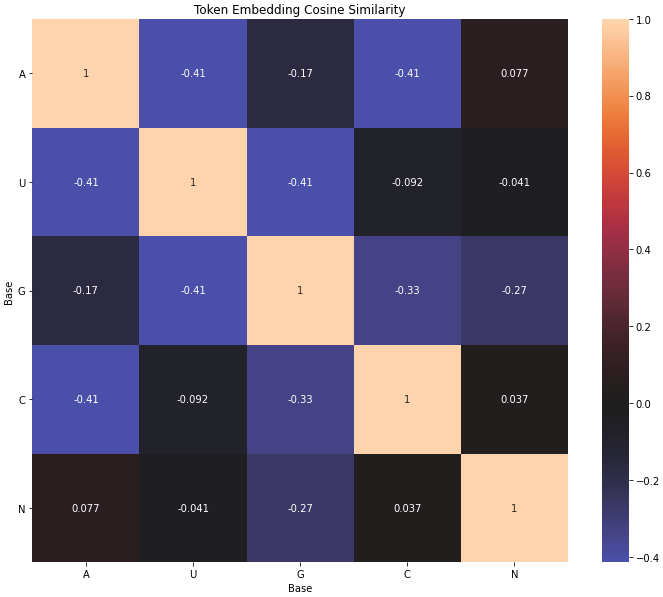 Token Embedding Cosine Similarity
A 1 -0.41 -0.17 -0.41 0.077
U -0.41 1 -0.41 -0.092 -0.041
G -0.17 -0.41 1 -0.33 -0.27
C -0.41 -0.092 -0.33 1 0.037
N 0.077 -0.041 -0.27 0.037 1
A U G C N
Base
Base
1.0
0.8
0.6
0.4
0.2
0.0
−0.2
−0.4